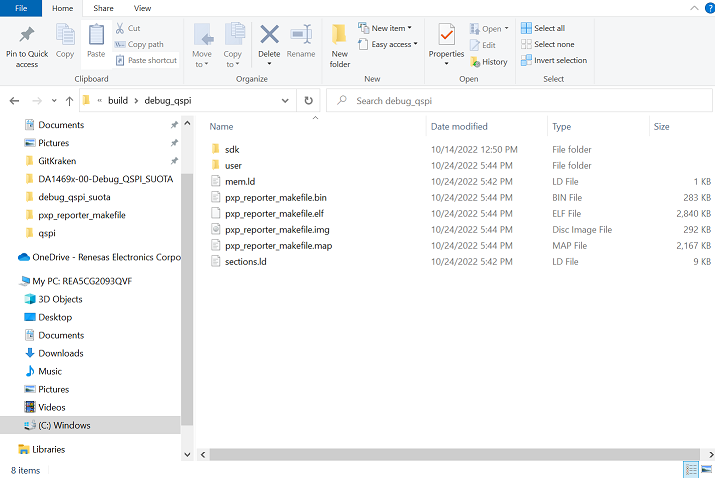 File Home Share View
Pin to Quick access
Copy
Paste
Cut
Copy path
Paste shortcut
Clipboard
Move to
Copy to
Delete
Rename
Organize
New folder
New item
Easy access
New
Properties
Open
Edit
History
Open
Select all
Select none
Invert selection
Select
« build › debug_qspi
Search debug_qspi
Documents
Pictures
GitKraken
DA1469x-00-Debug_QSPI_SUOTA
debug_qspi_suota
pxp_reporter_makefile
qspi
OneDrive - Renesas Electronics Corpo
My PC: REA5CG2093QVF
3D Objects
Desktop
Documents
Downloads
Music
Pictures
Videos
(C:) Windows
Libraries
Name Date modified Type Size
sdk 10/14/2022 12:50 PM File folder
user 10/24/2022 5:44 PM File folder
mem.ld 10/24/2022 5:42 PM LD File 1 KB
pxp_reporter_makefile.bin 10/24/2022 5:44 PM BIN File 283 KB
pxp_reporter_makefile.elf 10/24/2022 5:44 PM ELF File 2,840 KB
pxp_reporter_makefile.img 10/24/2022 5:44 PM Disc Image File 292 KB
pxp_reporter_makefile.map 10/24/2022 5:44 PM MAP File 2,167 KB
sections.ld 10/24/2022 5:42 PM LD File 9 KB
8 items